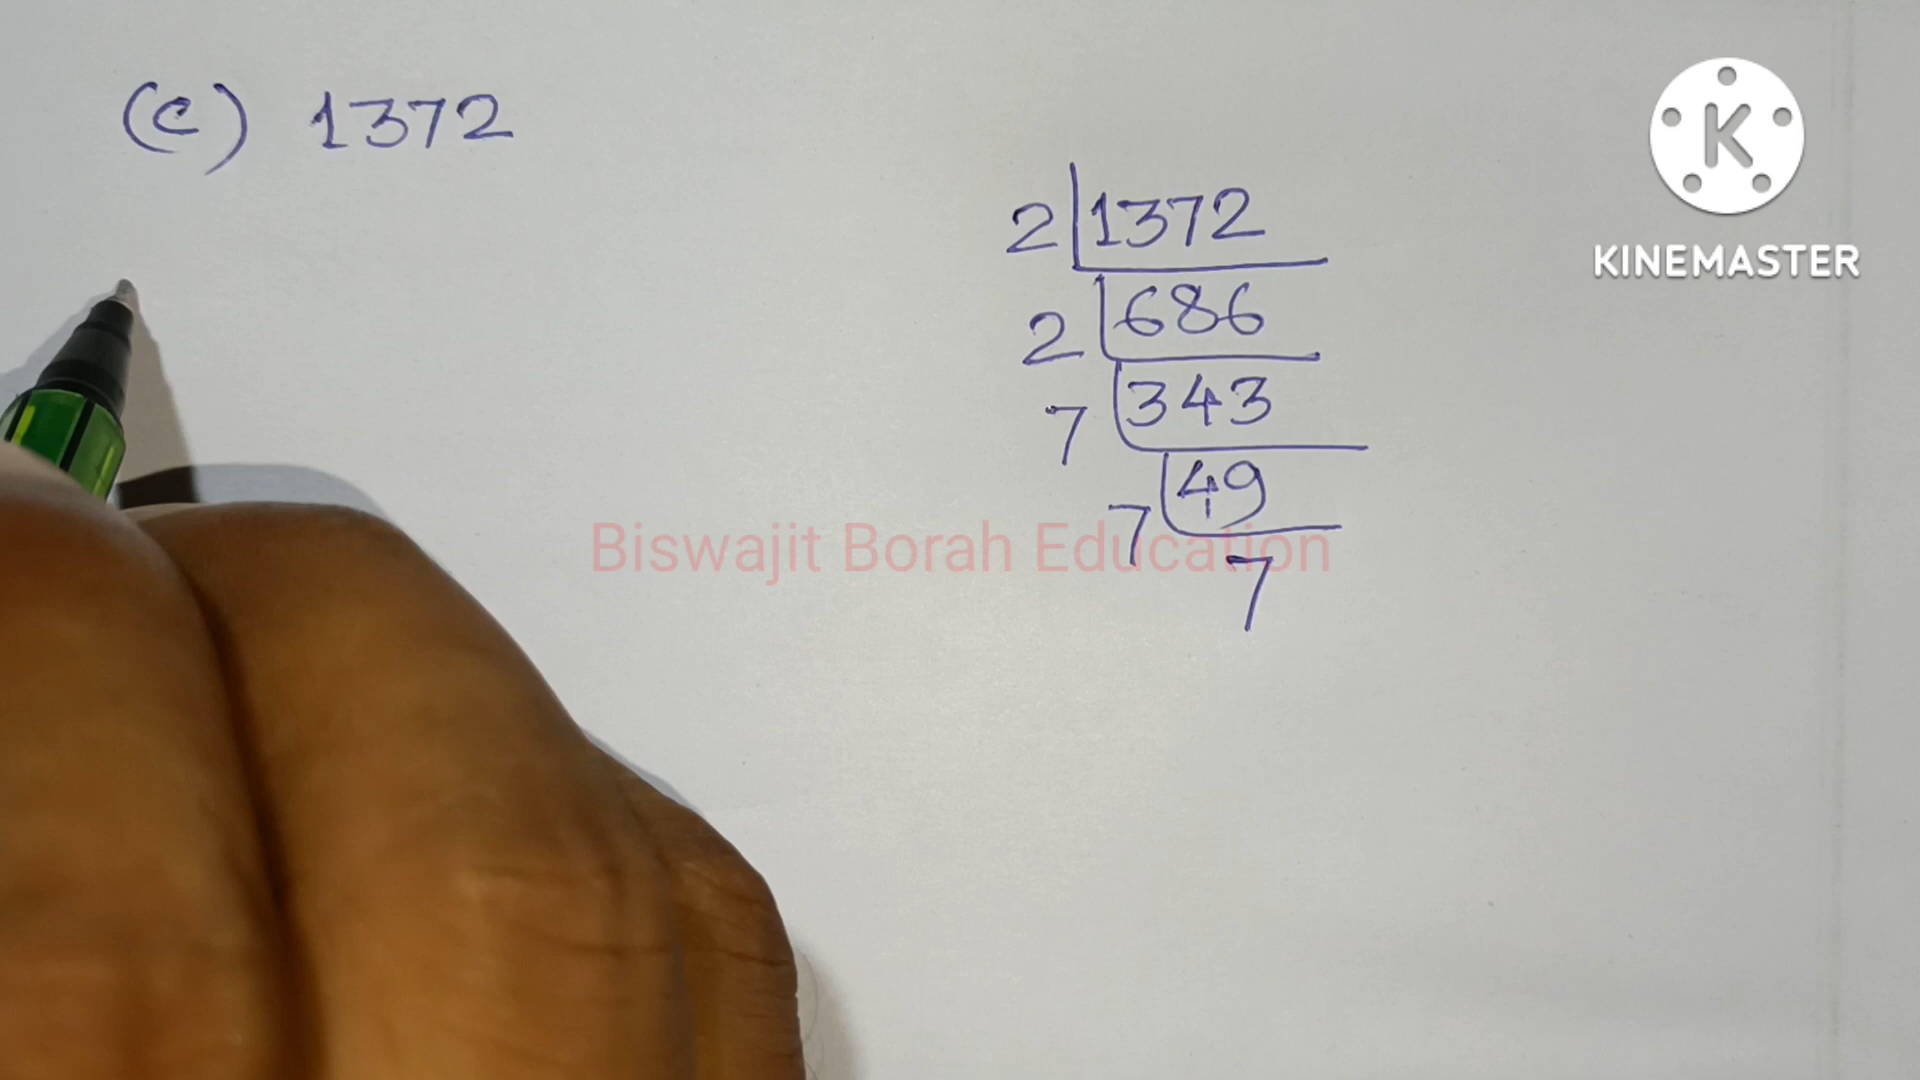 (c) 1372
2 1372
2 686
7 343
7 49
7
K
KINEMASTER
Biswajit Borah Education